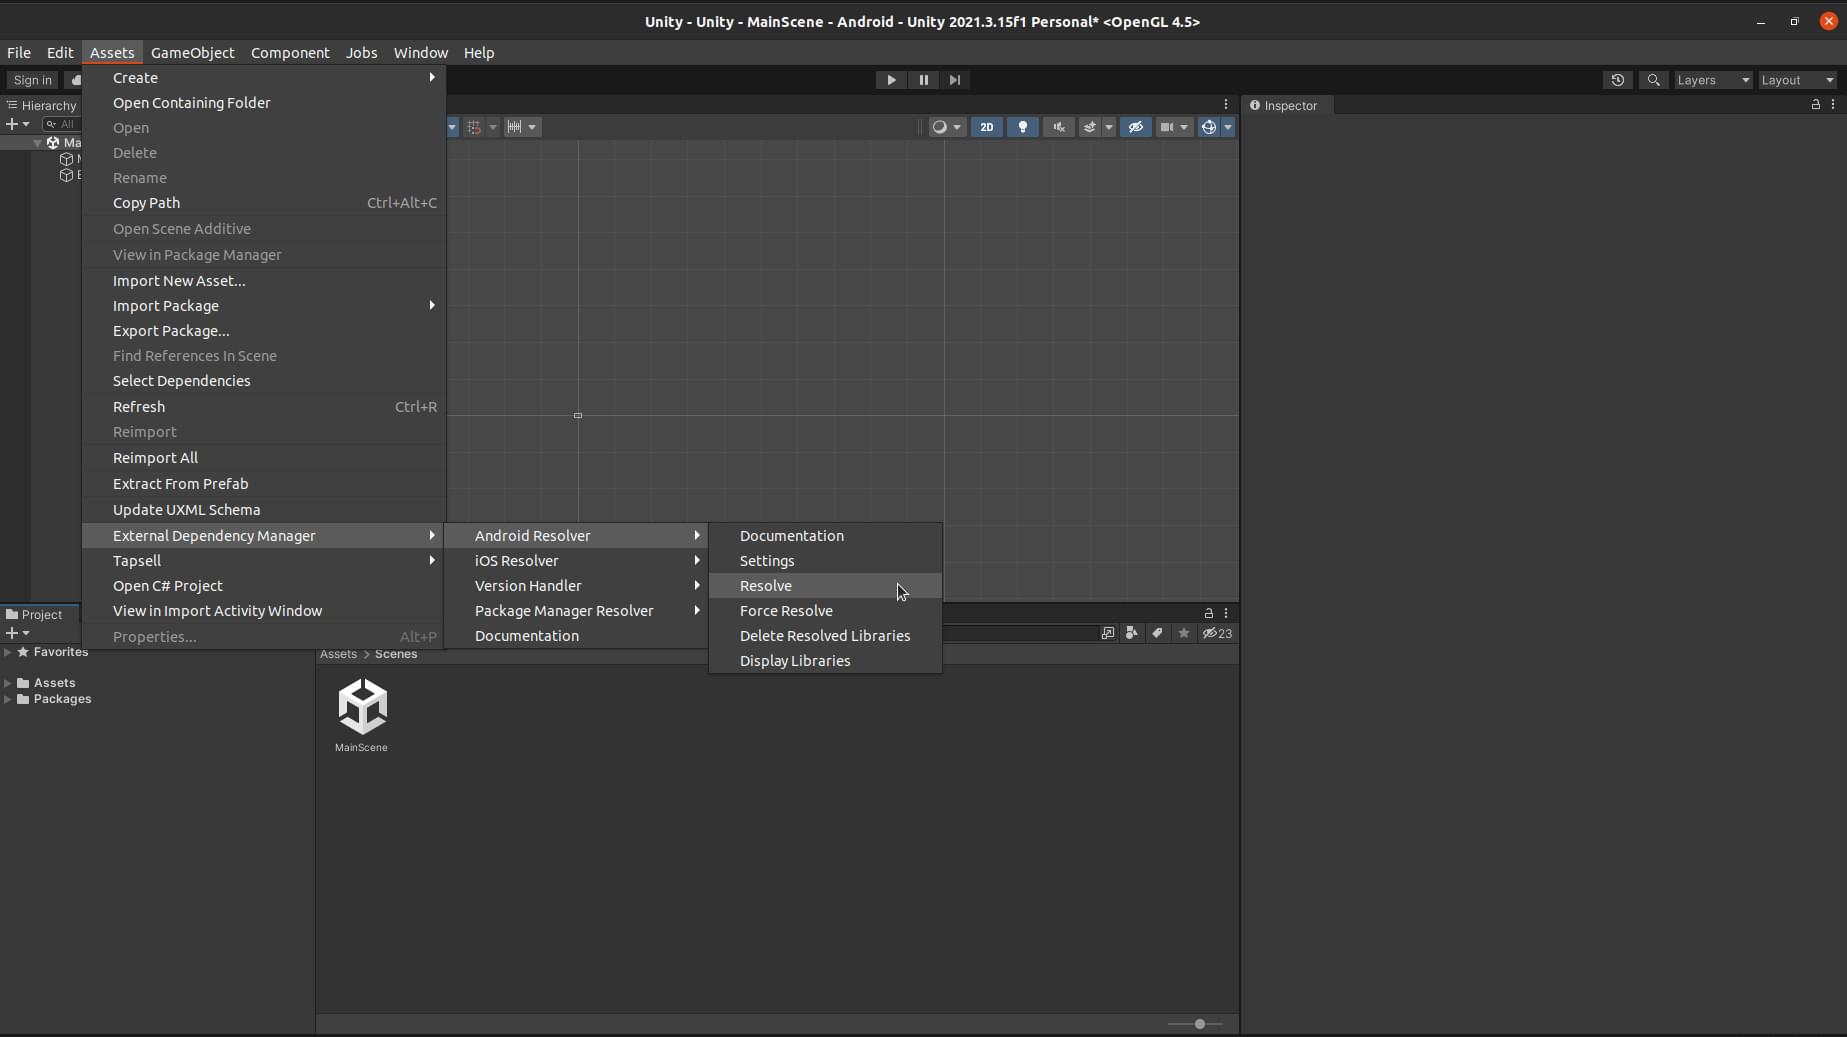 Unity - Unity - MainScene - Android - Unity 2021.3.15f1 Personal* <OpenGL 4.5>
File Edit Assets GameObject Component Jobs Window Help
Sign in
Layers
Layout
Hierarchy
All
Inspector
Create
Open Containing Folder
Open
Delete
Rename
Copy Path Ctrl+Alt+C
Open Scene Additive
View in Package Manager
Import New Asset...
Import Package
Export Package...
Find References In Scene
Select Dependencies
Refresh Ctrl+R
Reimport
Reimport All
Extract From Prefab
Update UXML Schema
External Dependency Manager
Tapsell
Open C# Project
View in Import Activity Window
Properties... Alt+P
Android Resolver
iOS Resolver
Version Handler
Package Manager Resolver
Documentation
Documentation
Settings
Resolve
Force Resolve
Delete Resolved Libraries
Display Libraries
2D
Project
23
Favorites
Assets
Packages
Assets > Scenes
MainScene